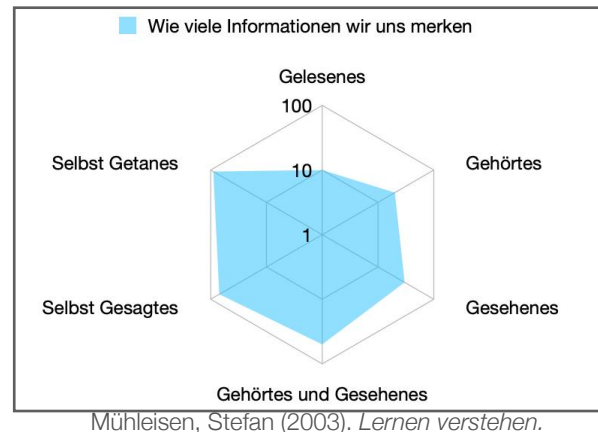 Wie viele Informationen wir uns merken
Gelesenes
100
Selbst Getanes
10
Gehörtes
1
Selbst Gesagtes
Gesehenes
Gehörtes und Gesehenes
Mühleisen, Stefan (2003). Lernen verstehen.